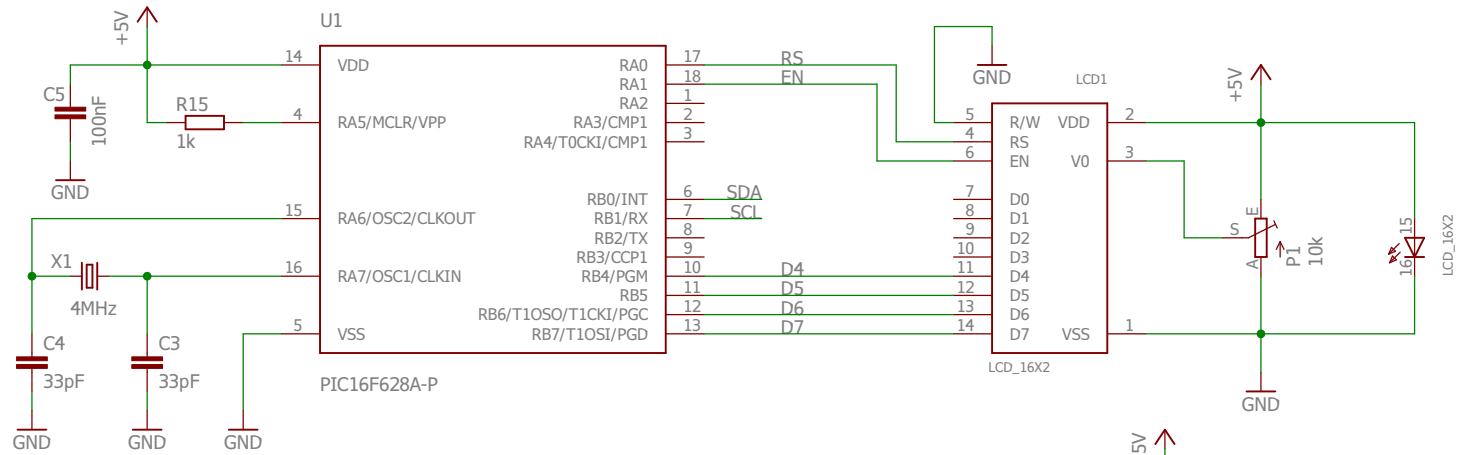 +5V
U1
14
VDD
C5
100nF
GND
R15
1k
4
RA5/MCLR/VPP
15
RA6/OSC2/CLKOUT
X1
4MHz
16
RA7/OSC1/CLKIN
C4
33pF
GND
C3
33pF
GND
5
VSS
GND
PIC16F628A-P
RA0
17
RS
RA1
18
EN
RA2
1
RA3/CMP1
2
RA4/T0CKI/CMP1
3
RB0/INT
6
SDA
RB1/RX
7
SCL
RB2/TX
8
RB3/CCP1
9
RB4/PGM
10
D4
RB5
11
D5
RB6/T1OSO/T1CKI/PGC
12
D6
RB7/T1OSI/PGD
13
D7
GND
LCD1
5
R/W
4
RS
6
EN
7
D0
8
D1
9
D2
10
D3
11
D4
12
D5
13
D6
14
D7
VDD
2
V0
3
VSS
1
LCD_16X2
+5V
E
S
A
P1
10k
15
16
LCD_16X2
GND
5V